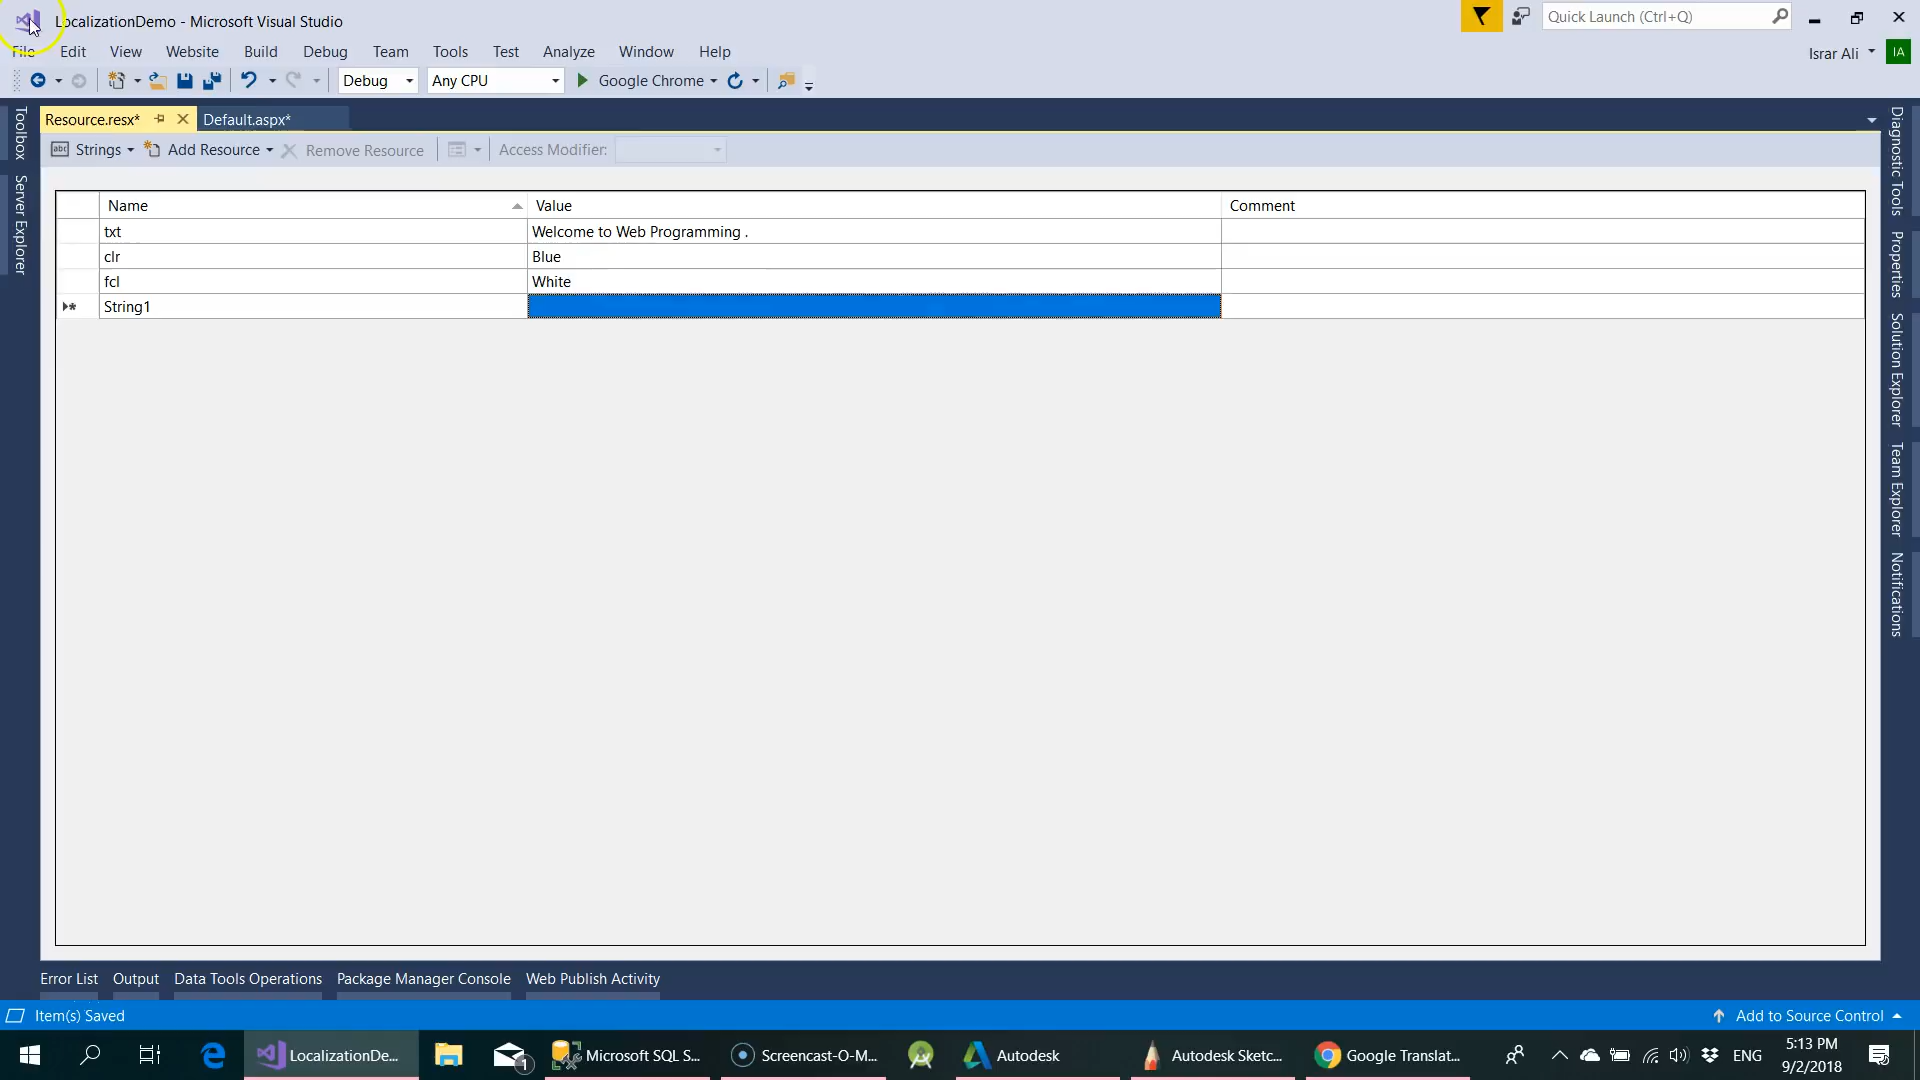 LocalizationDemo - Microsoft Visual Studio
Quick Launch (Ctrl+Q)
File Edit View Website Build Debug Team Tools Test Analyze Window Help
Israr Ali IA
Debug Any CPU Google Chrome
Resource.resx* Default.aspx*
Strings Add Resource Remove Resource Access Modifier:
Toolbox
Server Explorer
Name Value Comment
txt Welcome to Web Programming .
clr Blue
fcl White
String1
Diagnostic Tools
Properties
Solution Explorer
Team Explorer
Notifications
Error List Output Data Tools Operations Package Manager Console Web Publish Activity
Item(s) Saved Add to Source Control
LocalizationDe... 1 Microsoft SQL S... Screencast-O-M... Autodesk Autodesk Sketc... Google Translat... ENG
5:13 PM
9/2/2018